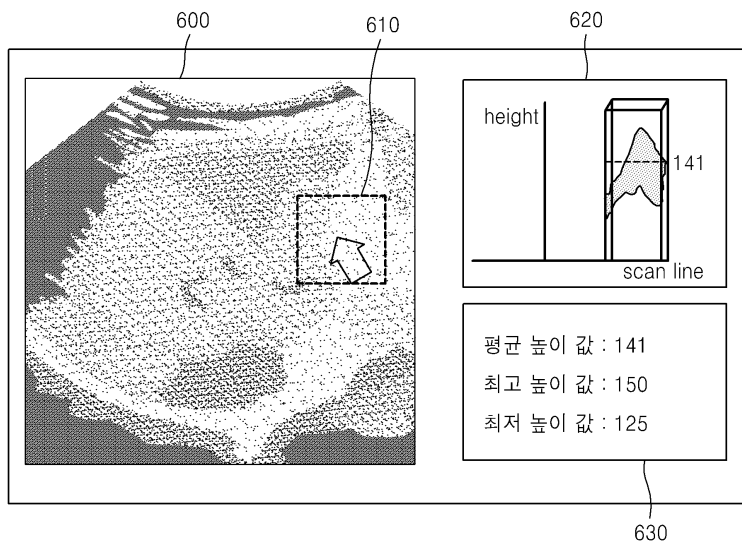 600
610
620
height
141
scan line
평균 높이 값 : 141
최고 높이 값 : 150
최저 높이 값 : 125
630